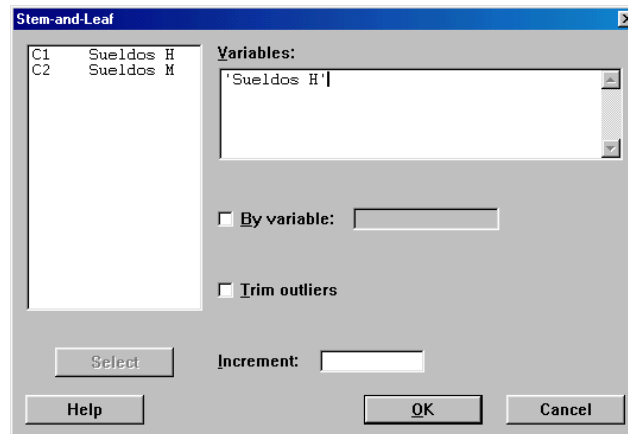 Stem-and-Leaf
C1 Sueldos H
C2 Sueldos M
Variables:
'Sueldos H'
By variable:
Trim outliers
Select
Increment:
Help
OK
Cancel